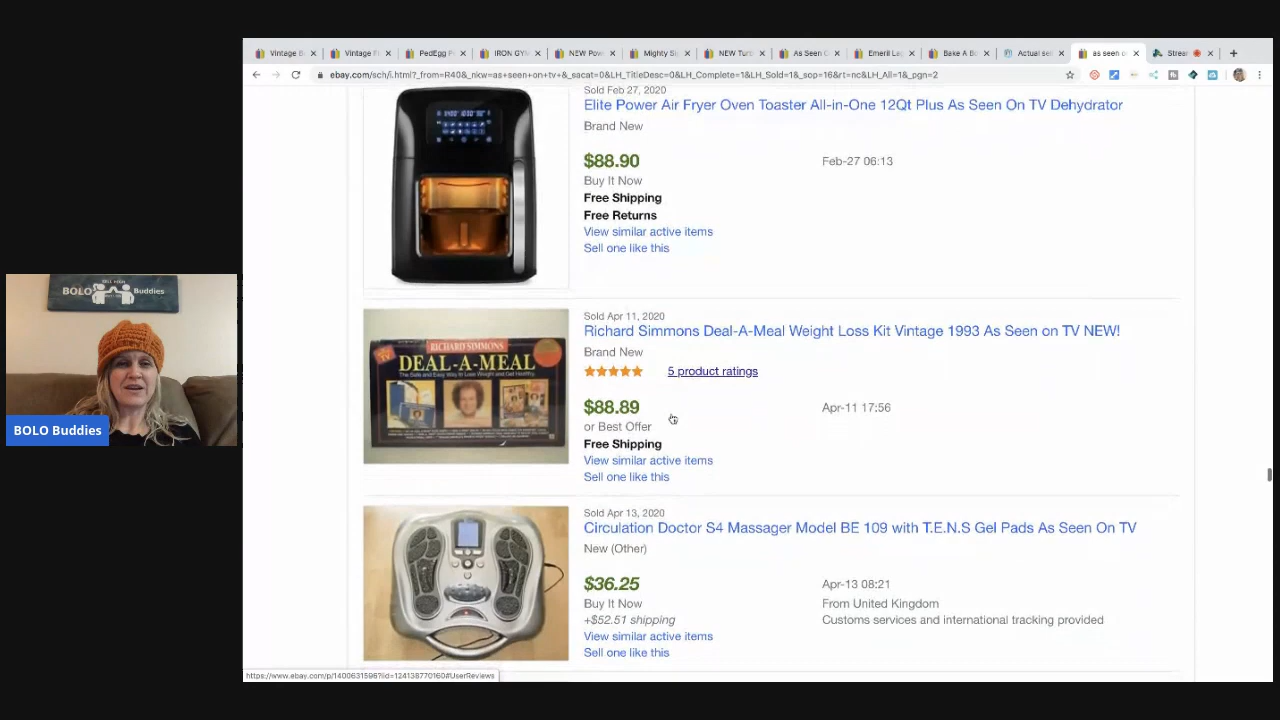 Vintage B
Vintage F
PedEgg P
IRON GYM
NEW Pow
Mighty Si
NEW Turb
As Seen O
Emeril Lag
Bake A Bo
Actual sel
as seen o
Strea
ebay.com/sch/i.html?_from=R40&_nkw=as+seen+on+tv+&_sacat=0&LH_TitleDesc=0&LH_Complete=1&LH_Sold=1&_sop=16&rt=nc&LH_All=1&_pgn=2
Sold Feb 27, 2020
Elite Power Air Fryer Oven Toaster All-in-One 12Qt Plus As Seen On TV Dehydrator
Brand New
$88.90
Feb-27 06:13
Buy It Now
Free Shipping
Free Returns
View similar active items
Sell one like this
BOLO
Buddies
BOLO Buddies
RICHARD SIMMONS
DEAL-A-MEAL
The Safe and Easy Way to Lose Weight and Get Healthy
TV
Sold Apr 11, 2020
Richard Simmons Deal-A-Meal Weight Loss Kit Vintage 1993 As Seen on TV NEW!
Brand New
5 product ratings
$88.89
Apr-11 17:56
or Best Offer
Free Shipping
View similar active items
Sell one like this
Sold Apr 13, 2020
Circulation Doctor S4 Massager Model BE 109 with T.E.N.S Gel Pads As Seen On TV
New (Other)
$36.25
Apr-13 08:21
Buy It Now
From United Kingdom
+$52.51 shipping
Customs services and international tracking provided
View similar active items
Sell one like this
https://www.ebay.com/p/1400631596?iid=124138770160#UserReviews